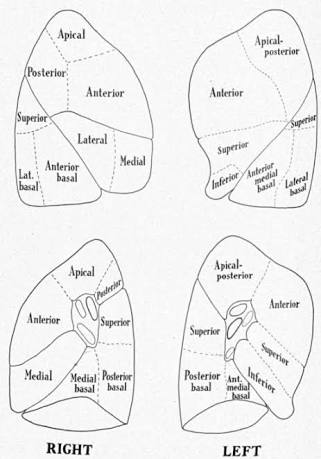 Apical
Posterior
Anterior
Superior
Lateral
Medial
Lat.
basal
Anterior
basal
Apical-
posterior
Anterior
Superior
Superior
Inferior
Anterior
medial
basal
Lateral
basal
Apical
Posterior
Anterior
Superior
Medial
Medial
basal
Posterior
basal
Apical-
posterior
Anterior
Superior
Superior
Inferior
Posterior
basal
Ant.
medial
basal
RIGHT
LEFT